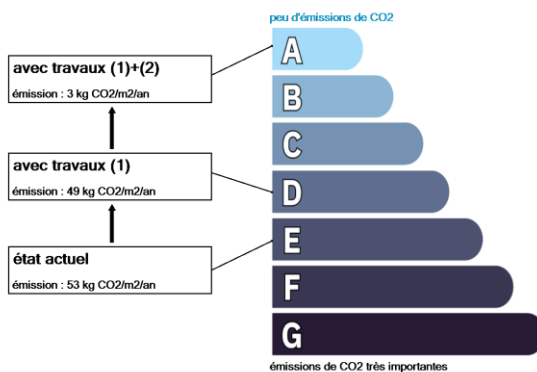 peu d'émissions de CO2
A
avec travaux (1)+(2)
émission : 3 kg CO2/m2/an
B
C
avec travaux (1)
émission : 49 kg CO2/m2/an
D
E
état actuel
émission : 53 kg CO2/m2/an
F
G
émissions de CO2 très importantes